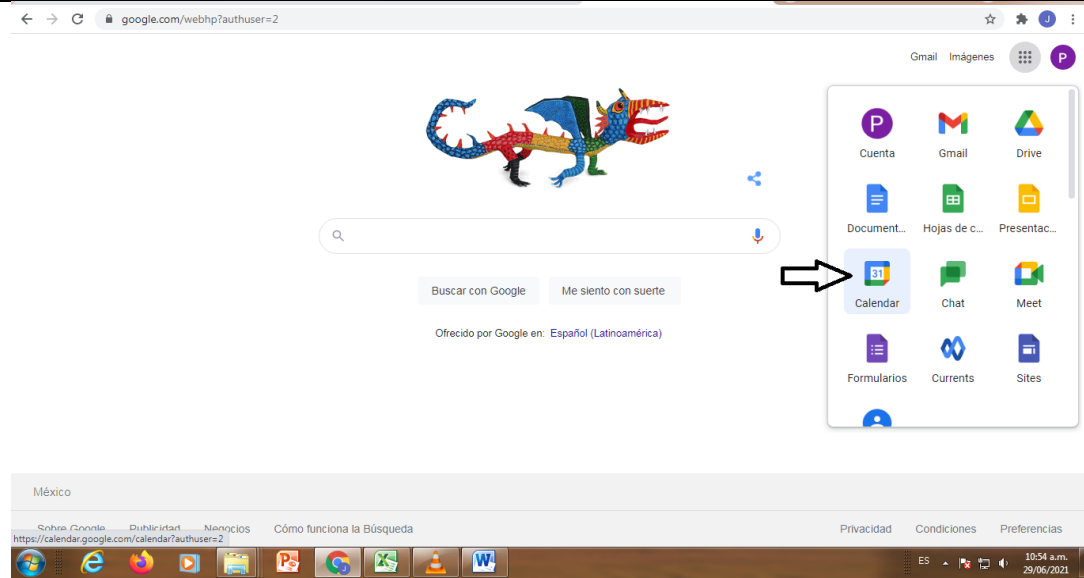 google.com/webhp?authuser=2
J
Gmail Imágenes
P
P
Cuenta Gmail Drive
Document... Hojas de c... Presentac...
31
Calendar Chat Meet
Formularios Currents Sites
Buscar con Google Me siento con suerte
Ofrecido por Google en: Español (Latinoamérica)
México
Sobre Google Publicidad Negocios Cómo funciona la Búsqueda Privacidad Condiciones Preferencias
https://calendar.google.com/calendar?authuser=2
ES
10:54 a.m.
29/06/2021